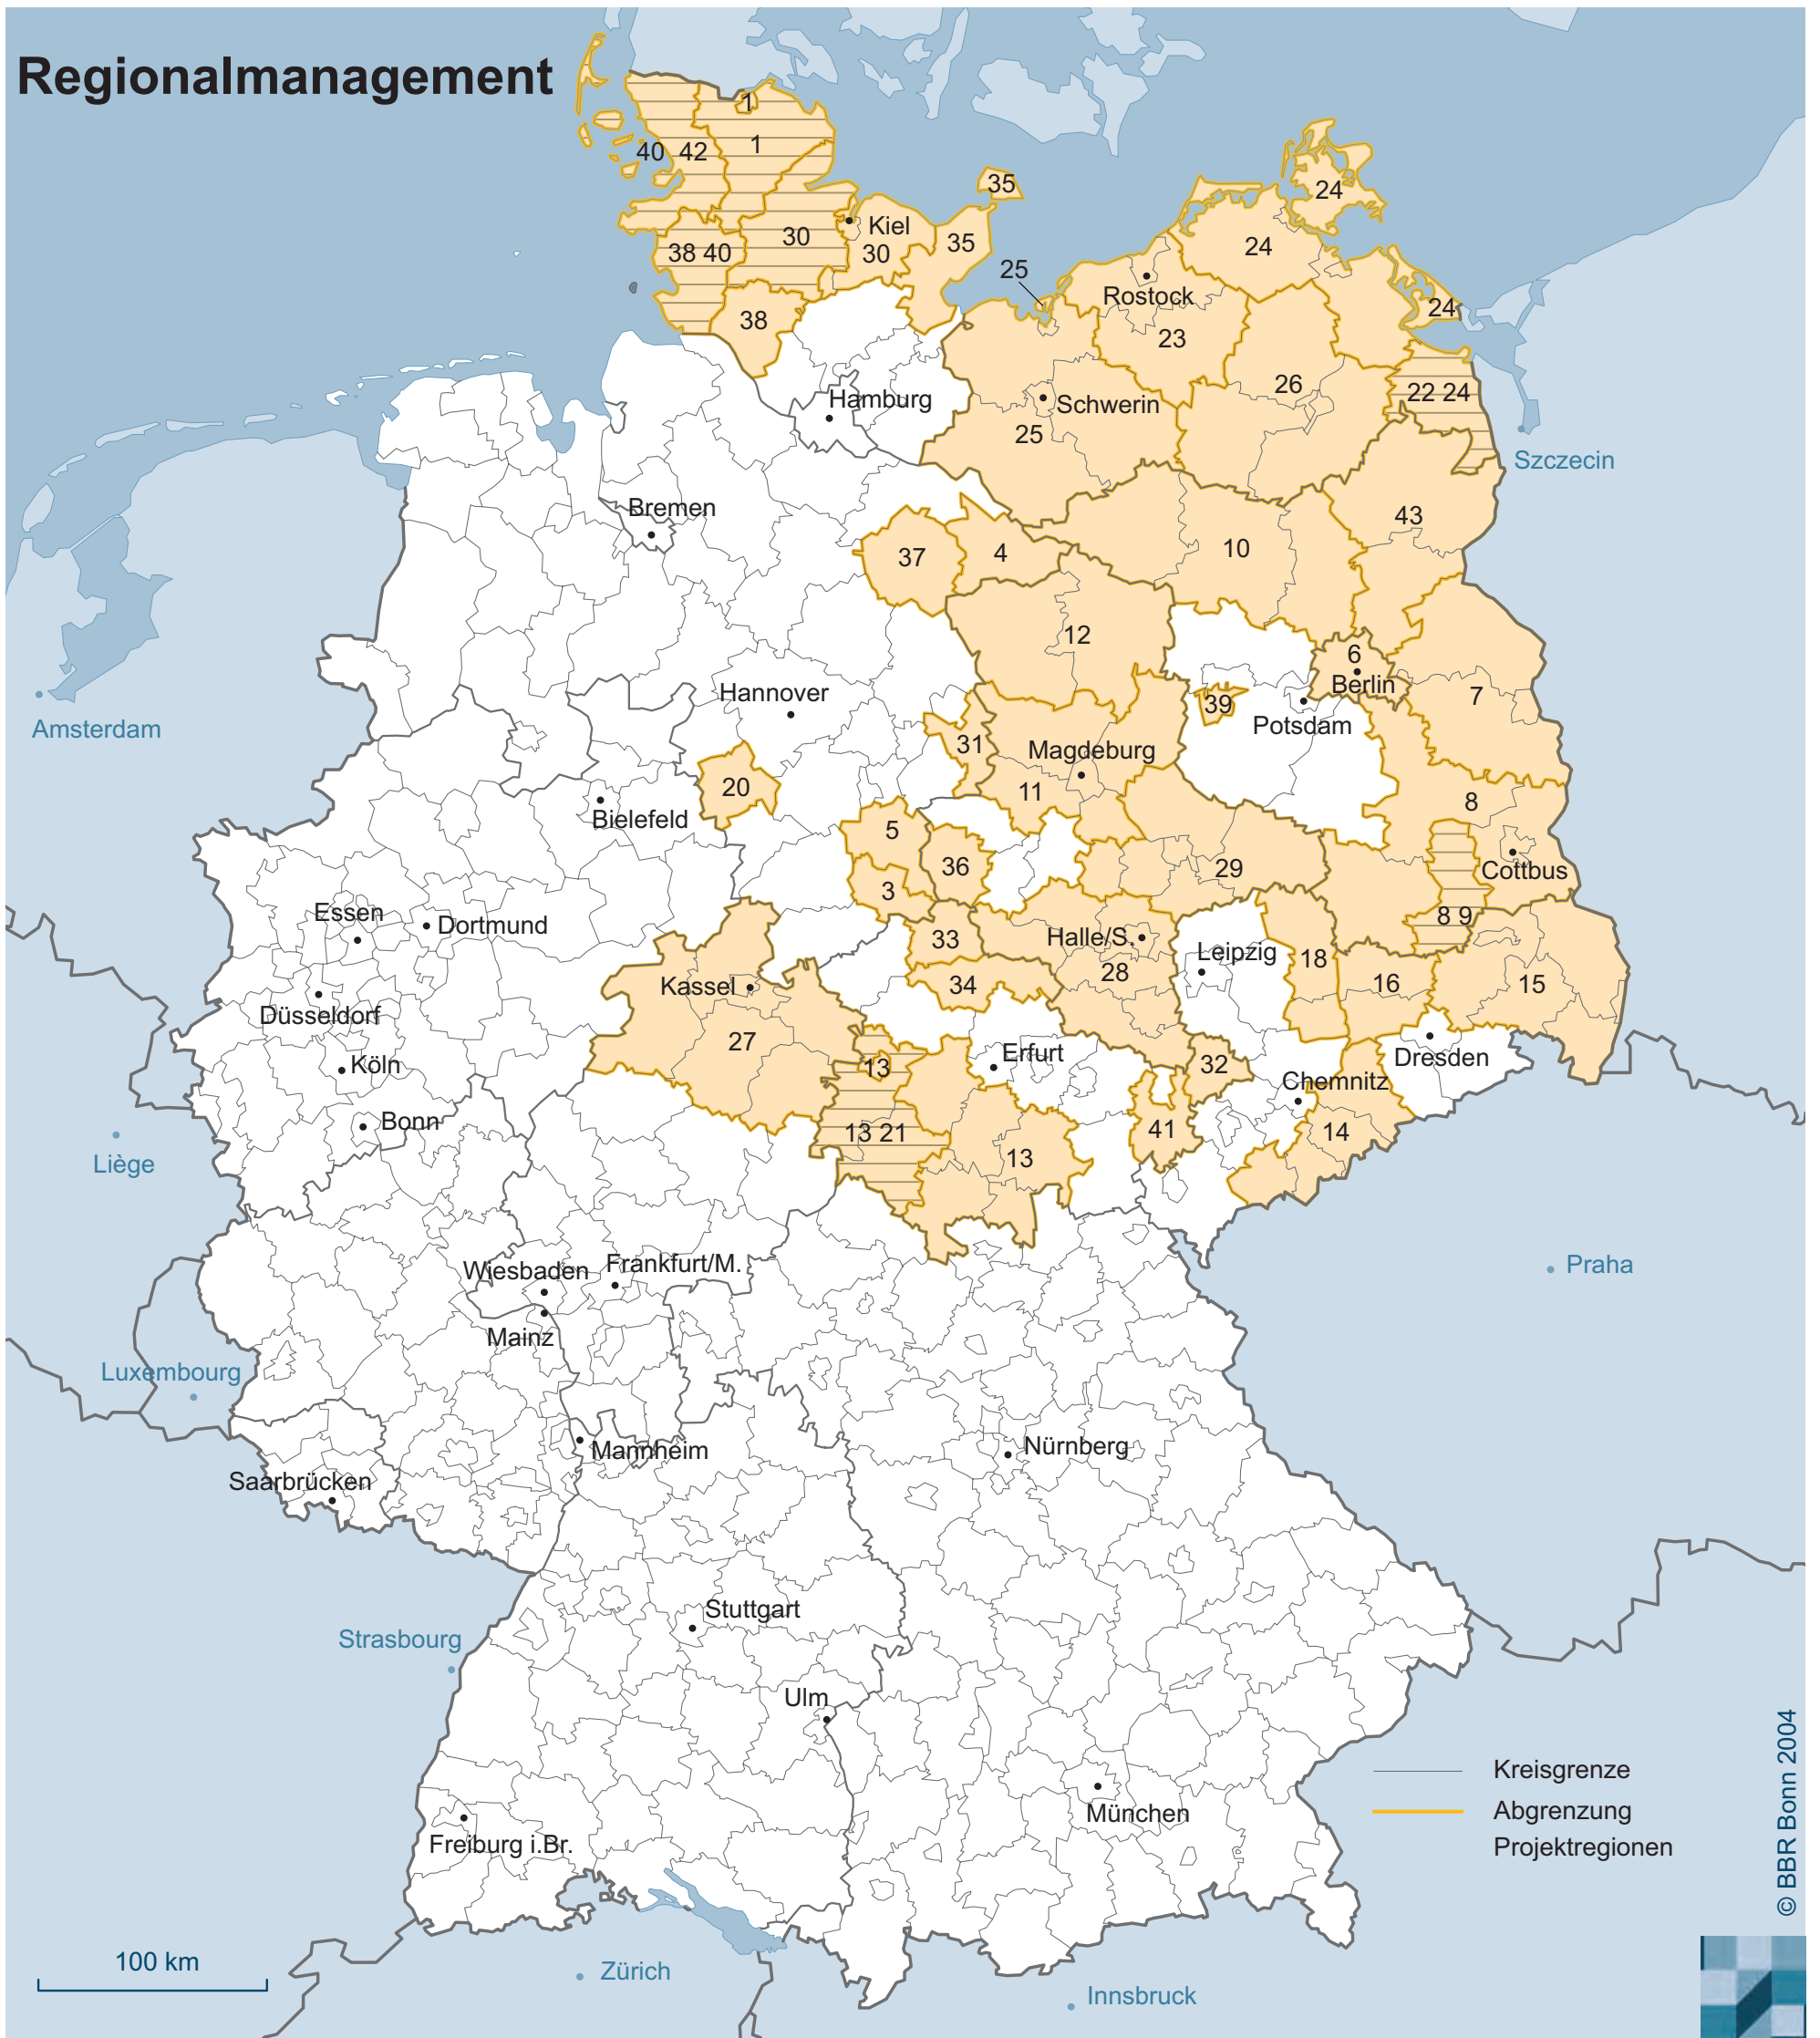 Regionalmanagement
1
40 42 1
35
24
Kiel
30
30
35
24
38 40
25
Rostock
24
38
23
26
22 24
Hamburg
Schwerin
25
Szczecin
Bremen
43
37
4
10
12
6
Berlin
Hannover
39
7
Amsterdam
Potsdam
31
Magdeburg
20
11
8
Bielefeld
5
36
29
Cottbus
3
Essen
Dortmund
8 9
33
Halle/S.
Leipzig
18
Kassel
34
28
16
15
Düsseldorf
27
Erfurt
Dresden
Köln
13
32
Chemnitz
Bonn
13 21
41
14
Liège
13
Wiesbaden
Frankfurt/M.
Praha
Mainz
Luxembourg
Mannheim
Nürnberg
Saarbrücken
Stuttgart
Strasbourg
Ulm
Kreisgrenze
Abgrenzung
Projektregionen
München
Freiburg i.Br.
© BBR Bonn 2004
100 km
Zürich
Innsbruck